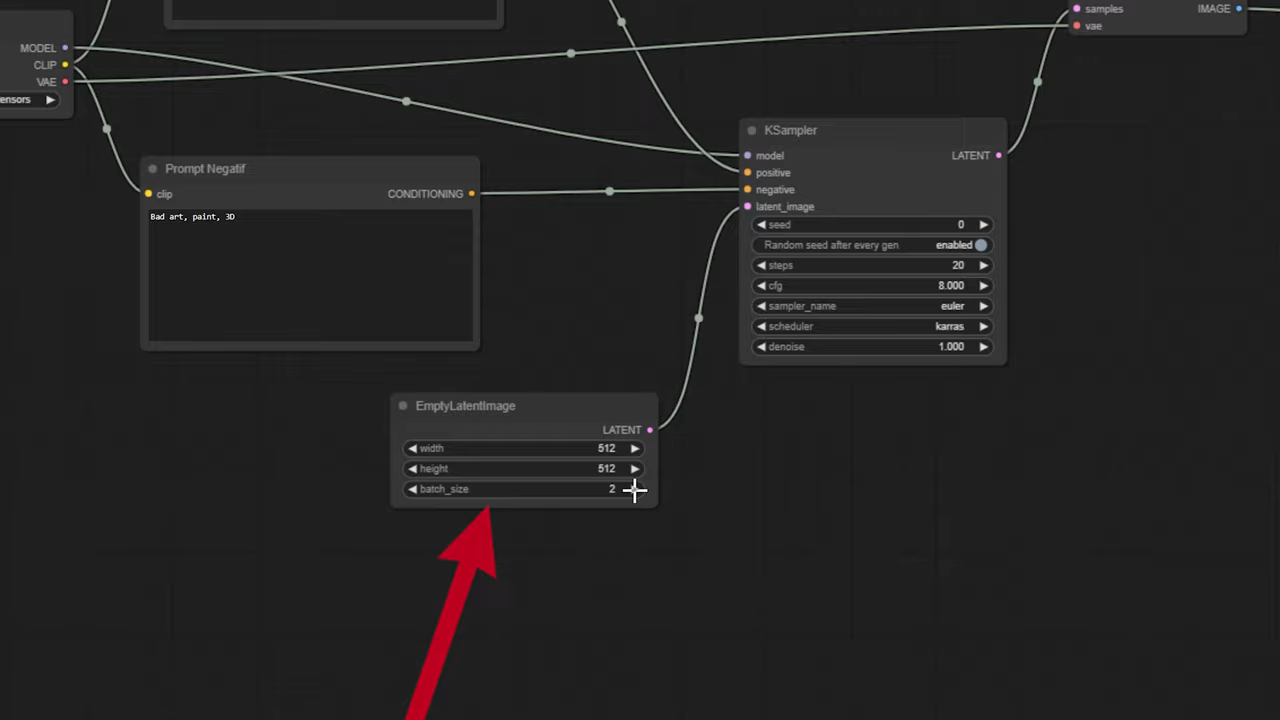 samples
IMAGE
vae
MODEL
CLIP
VAE
ensors
Prompt Negatif
clip
CONDITIONING
Bad art, paint, 3D
KSampler
model
LATENT
positive
negative
latent_image
seed 0
Random seed after every gen enabled
steps 20
cfg 8.000
sampler_name euler
scheduler karras
denoise 1.000
EmptyLatentImage
LATENT
width 512
height 512
batch_size 2